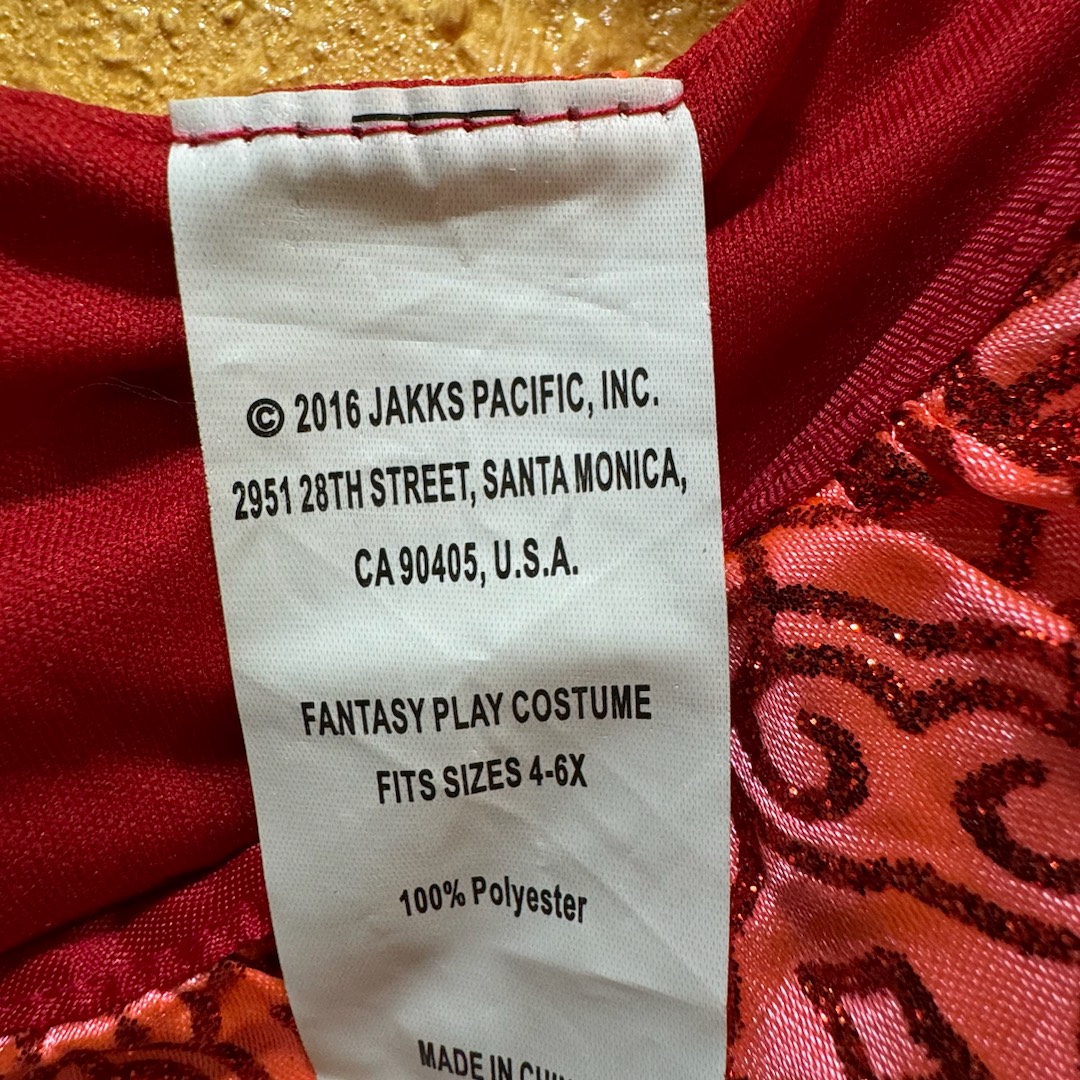 © 2016 JAKKS PACIFIC, INC.
2951 28TH STREET, SANTA MONICA,
CA 90405, U.S.A.
FANTASY PLAY COSTUME
FITS SIZES 4-6X
100% Polyester
MADE IN